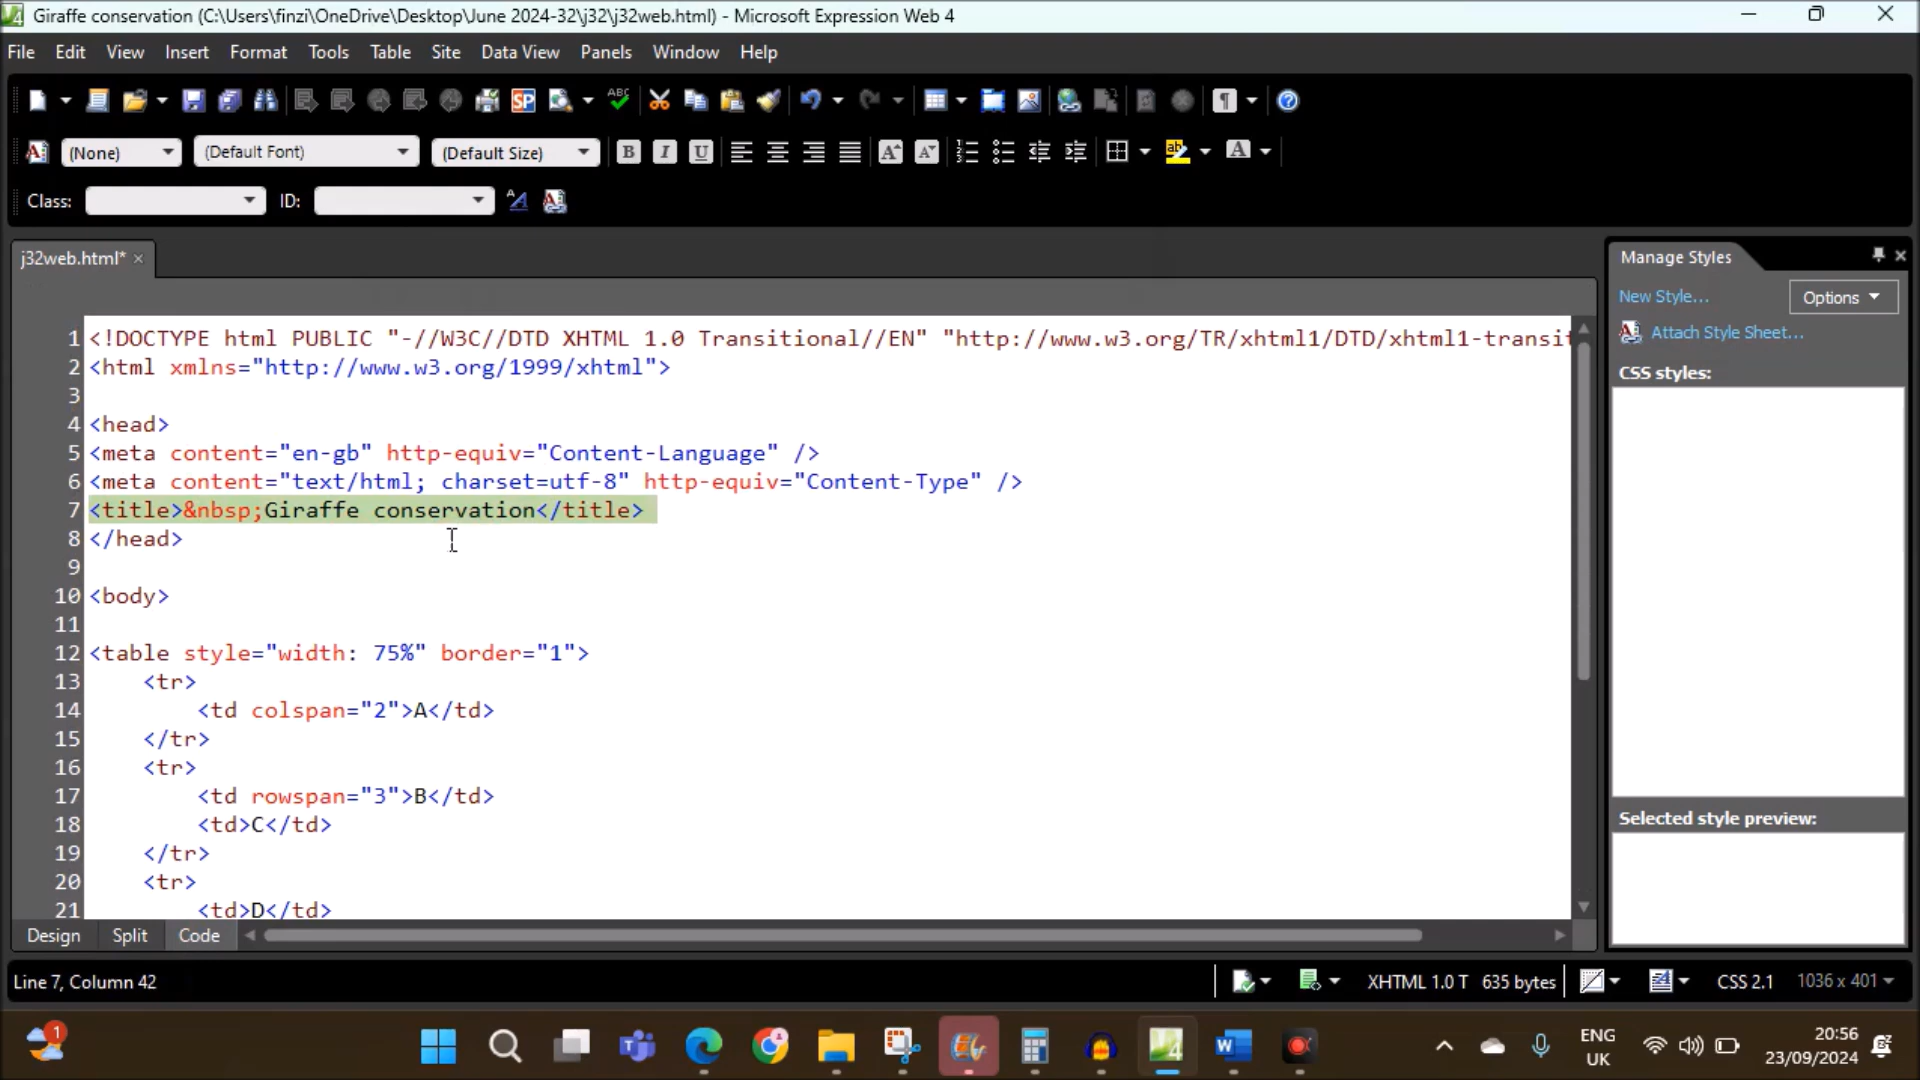 Giraffe conservation (C:\Users\finzi\OneDrive\Desktop\June 2024-32\j32\j32web.html) - Microsoft Expression Web 4
File Edit View Insert Format Tools Table Site Data View Panels Window Help
(None) (Default Font) (Default Size)
Class: ID:
j32web.html*
Manage Styles
New Style...
Options
Attach Style Sheet...
CSS styles:
Selected style preview:
1 <!DOCTYPE html PUBLIC "-//W3C//DTD XHTML 1.0 Transitional//EN" "http://www.w3.org/TR/xhtml1/DTD/xhtml1-transit
2 <html xmlns="http://www.w3.org/1999/xhtml">
3
4 <head>
5 <meta content="en-gb" http-equiv="Content-Language" />
6 <meta content="text/html; charset=utf-8" http-equiv="Content-Type" />
7 <title>&nbsp;Giraffe conservation</title>
8 </head>
9
10 <body>
11
12 <table style="width: 75%" border="1">
13 <tr>
14 <td colspan="2">A</td>
15 </tr>
16 <tr>
17 <td rowspan="3">B</td>
18 <td>C</td>
19 </tr>
20 <tr>
21 <td>D</td>
Design Split Code
Line 7, Column 42
XHTML 1.0 T 635 bytes CSS 2.1 1036 x 401
1
ENG
UK
20:56
23/09/2024